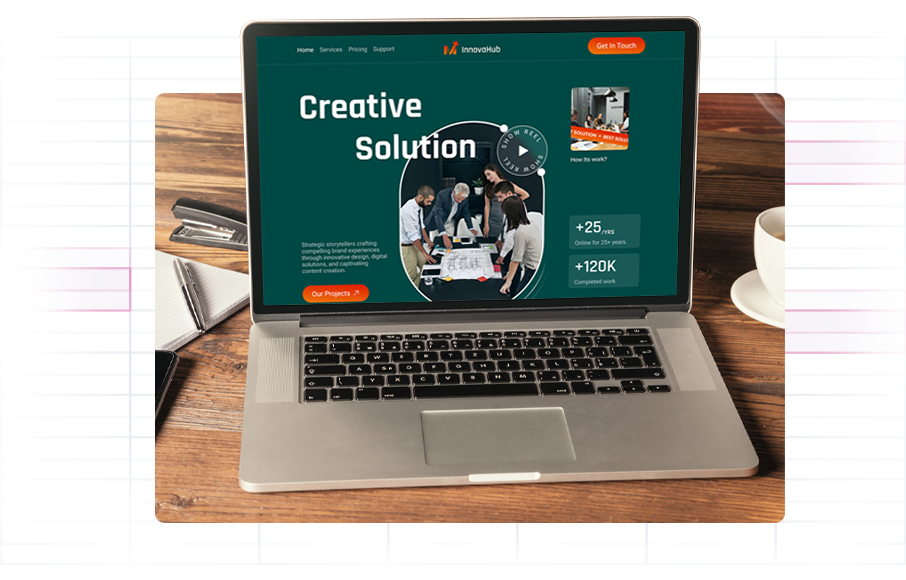 Home Services Pricing Support
InnovaHub
Get In Touch
Creative
Solution
SHOW REEL SHOW REEL
T SOLUTION + BEST SOLUT
How Its work?
Strategic storytellers crafting
compelling brand experiences
through innovative design, digital
solutions, and captivating
content creation.
Our Projects
+25/YRS
Online for 25+ years
+120K
Completed work